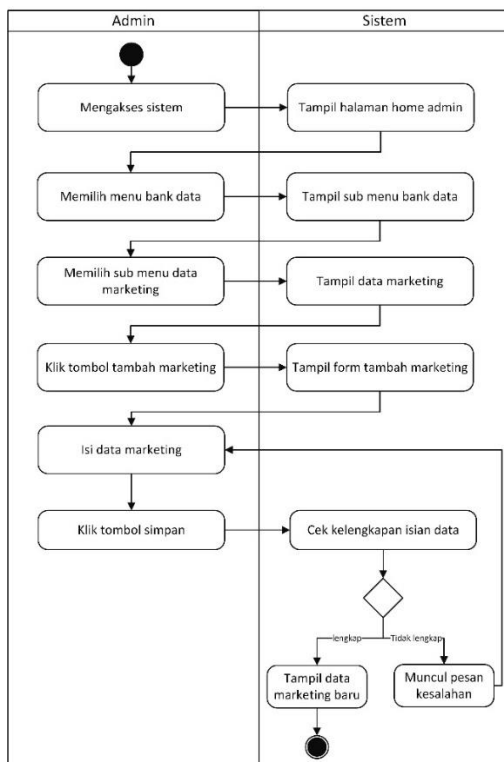 Admin
Sistem
Mengakses sistem
Tampil halaman home admin
Memilih menu bank data
Tampil sub menu bank data
Memilih sub menu data
marketing
Tampil data marketing
Klik tombol tambah marketing
Tampil form tambah marketing
Isi data marketing
Klik tombol simpan
Cek kelengkapan isian data
lengkap
Tidak lengkap
Tampil data
marketing baru
Muncul pesan
kesalahan